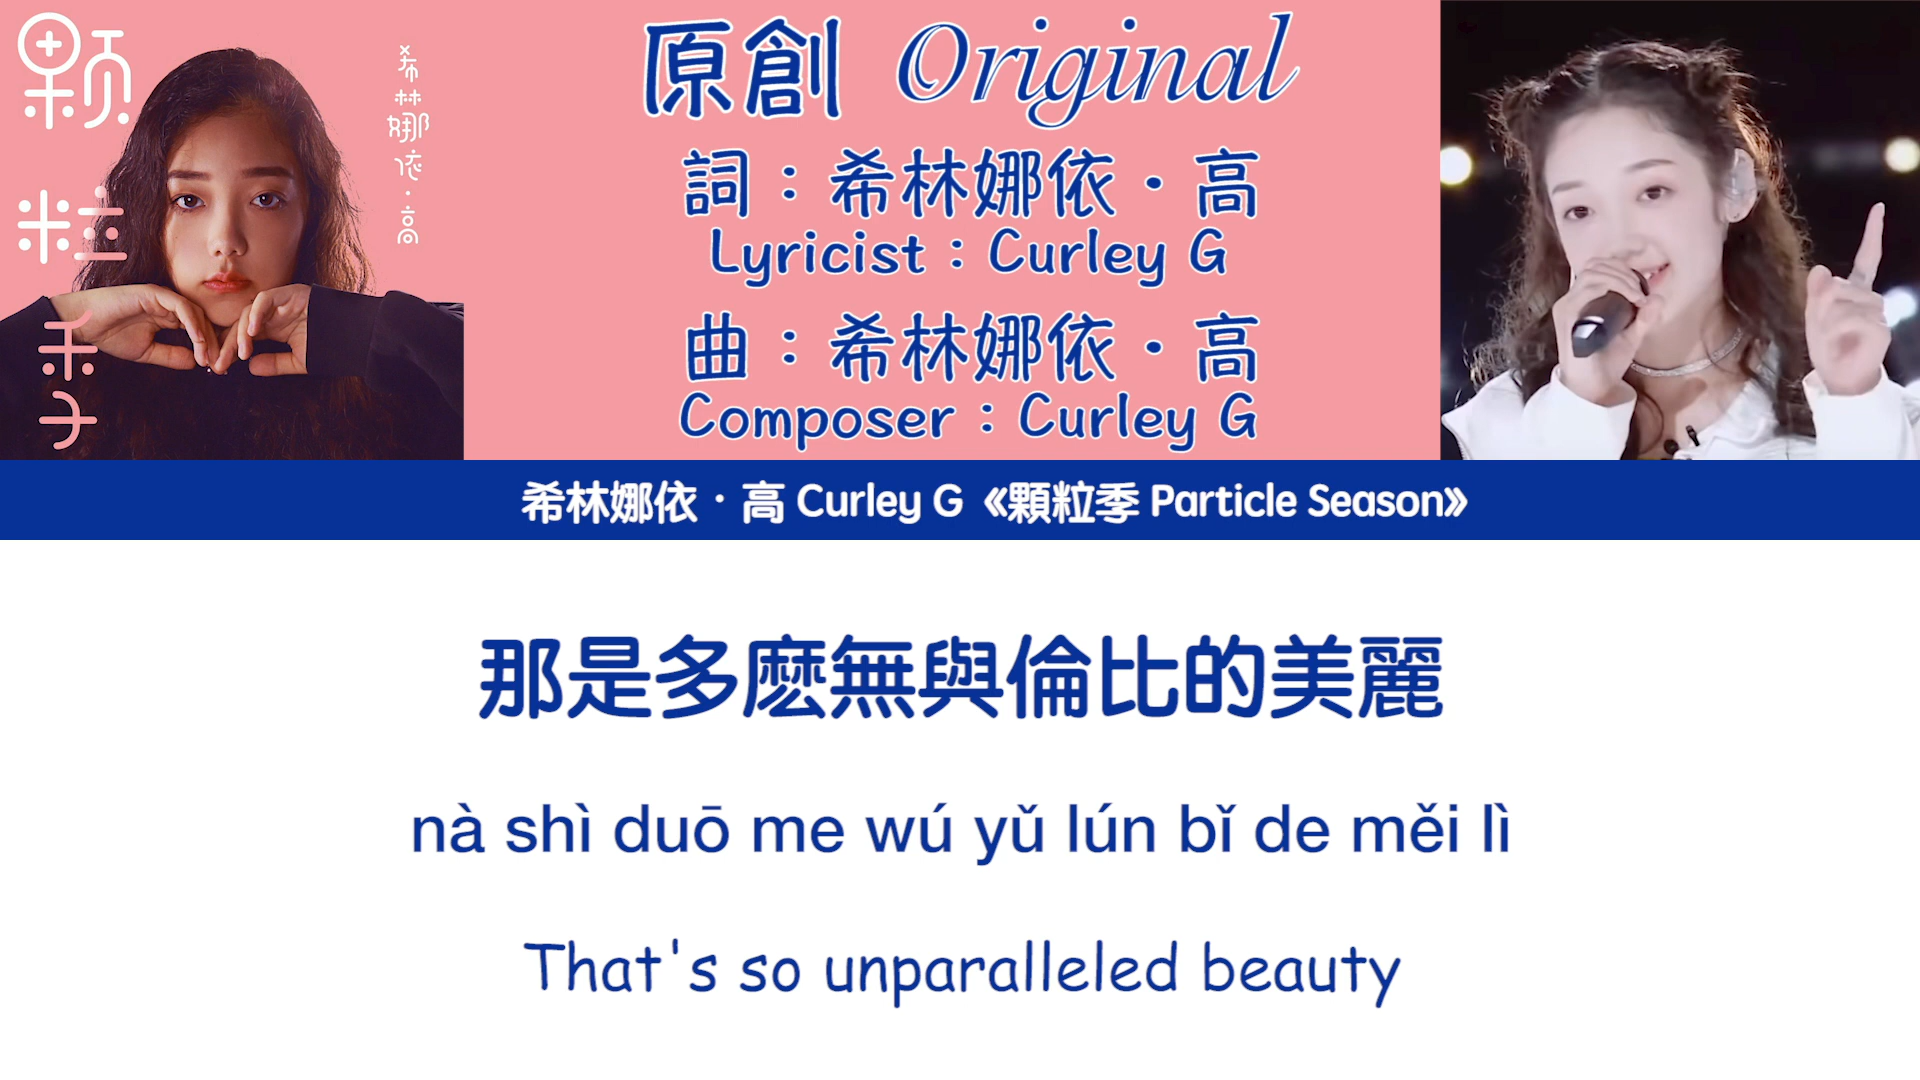 颗
粒
季
希林娜依·高
原創 Original
詞：希林娜依·高
Lyricist：Curley G
曲：希林娜依·高
Composer：Curley G
希林娜依·高 Curley G《顆粒季 Particle Season》
那是多麽無與倫比的美麗
nà shì duō me wú yǔ lún bǐ de měi lì
That's so unparalleled beauty